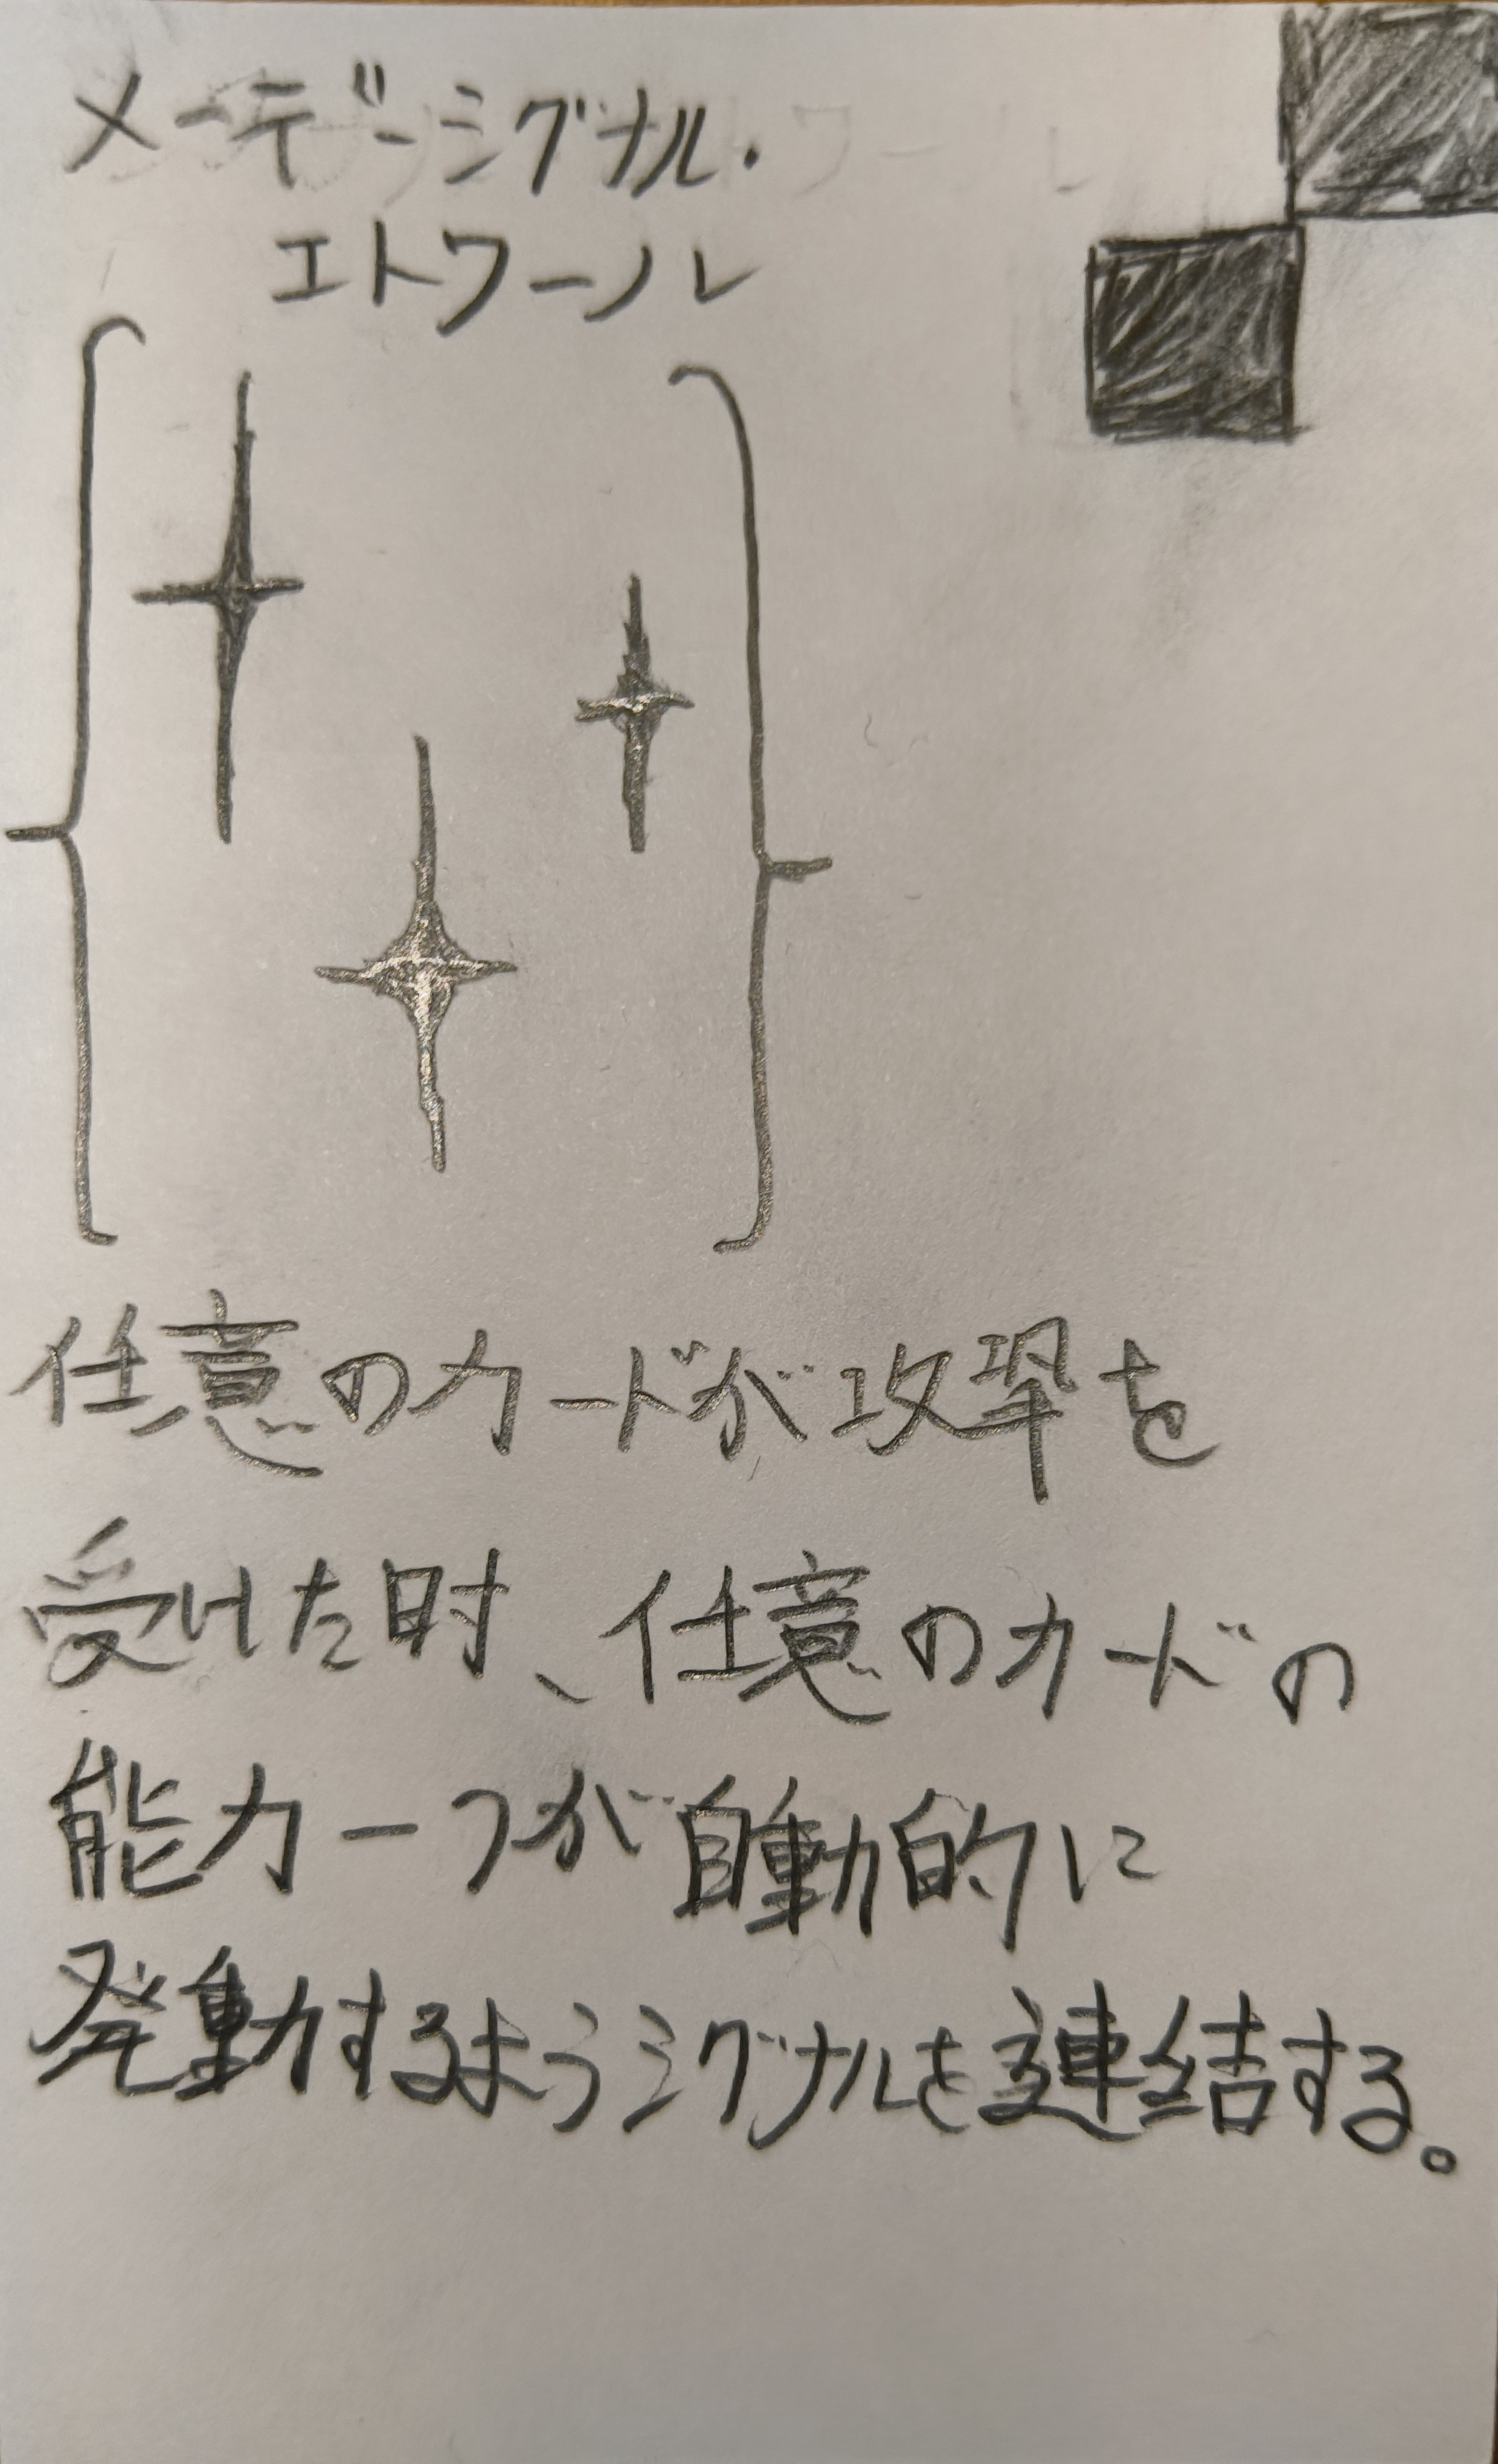 メーデーシグナル・
エトワール
任意のカードが攻撃を
受けた時、任意のカードの
能力一つが自動的に
発動するようシグナルを連結する。